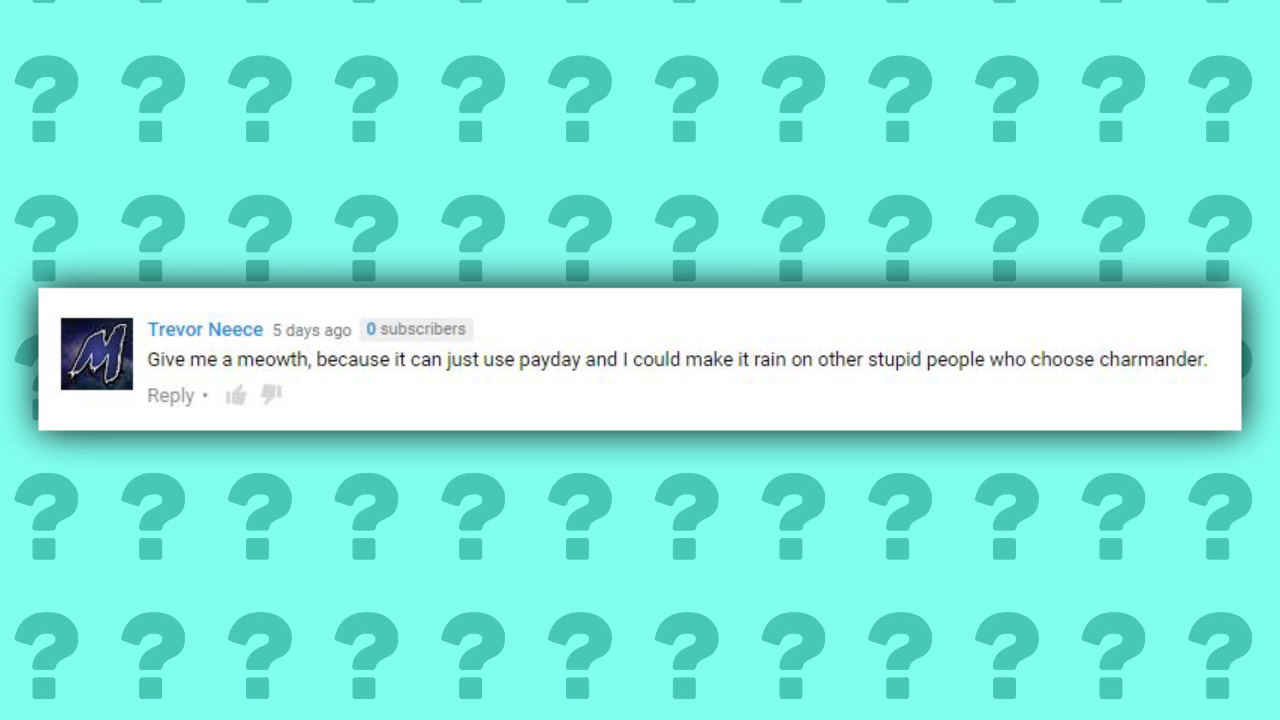 Trevor Neece 5 days ago 0 subscribers
Give me a meowth, because it can just use payday and I could make it rain on other stupid people who choose charmander.
Reply •